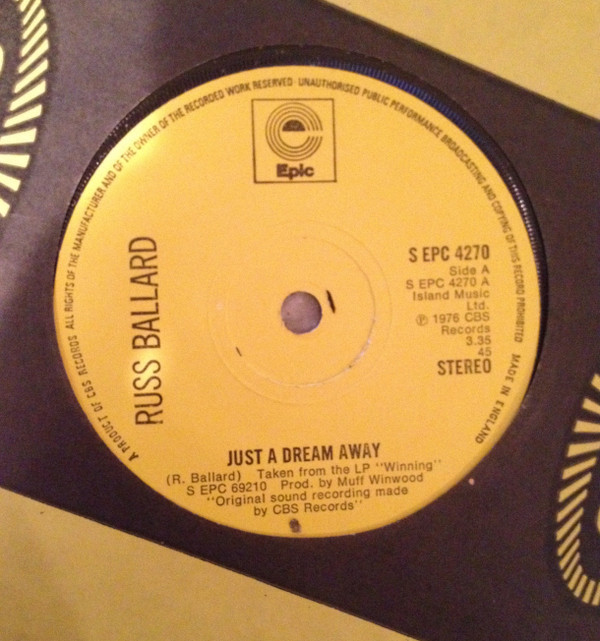 A PRODUCT OF CBS RECORDS ALL RIGHTS OF THE MANUFACTURER AND OF THE OWNER OF THE RECORDED WORK RESERVED · UNAUTHORISED PUBLIC PERFORMANCE BROADCASTING AND COPYING OF THIS RECORD PROHIBITED MADE IN ENGLAND
Epic
RUSS BALLARD
S EPC 4270
Side A
S EPC 4270 A
Island Music
Ltd.
℗ 1976 CBS
Records
3.35
45
STEREO
JUST A DREAM AWAY
(R. Ballard) Taken from the LP "Winning"
S EPC 69210 Prod. by Muff Winwood
"Original sound recording made
by CBS Records"